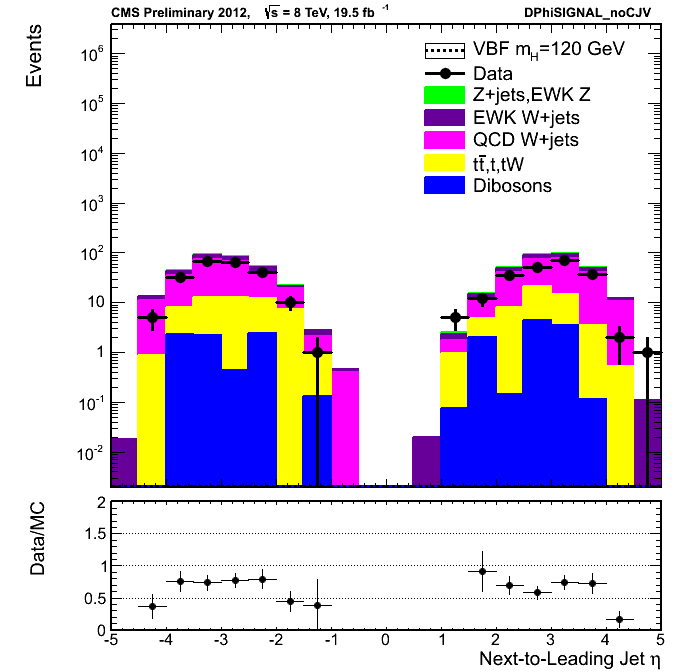 CMS Preliminary 2012, √s = 8 TeV, 19.5 fb⁻¹ DPhiSIGNAL_noCJV
Events
10⁶
10⁵
10⁴
10³
10²
10
1
10⁻¹
10⁻²
VBF m_H=120 GeV
Data
Z+jets,EWK Z
EWK W+jets
QCD W+jets
tt̄,t,tW
Dibosons
Data/MC
2
1.5
1
0.5
0
-5 -4 -3 -2 -1 0 1 2 3 4 5
Next-to-Leading Jet η